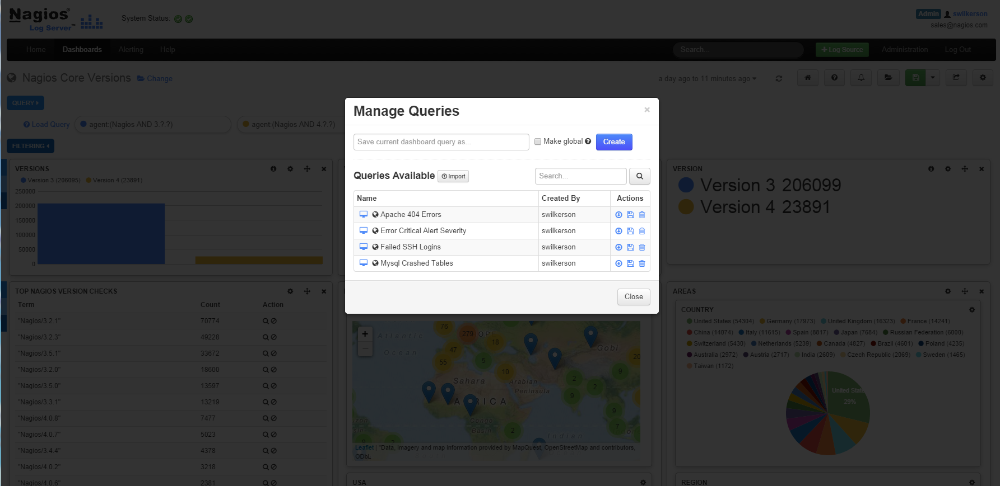 Nagios®
Log Server™
System Status:
Admin swilkerson
sales@nagios.com
Home Dashboards Alerting Help Search... Log Source Administration Log Out
Nagios Core Versions Change a day ago to 11 minutes ago
QUERY
Load Query agent:(Nagios AND 3.?.?) agent:(Nagios AND 4.?.?)
FILTERING
Manage Queries
×
Save current dashboard query as... Make global Create
Queries Available Import Search...
Name Created By Actions
Apache 404 Errors swilkerson
Error Critical Alert Severity swilkerson
Failed SSH Logins swilkerson
Mysql Crashed Tables swilkerson
Close
VERSIONS
Version 3 (206095) Version 4 (23891)
250000
200000
150000
100000
50000
0
VERSION
Version 3 206099
Version 4 23891
TOP NAGIOS VERSION CHECKS
Term Count Action
"Nagios/3.2.1" 70774
"Nagios/3.2.3" 49228
"Nagios/3.5.1" 33672
"Nagios/3.2.0" 18600
"Nagios/3.5.0" 13597
"Nagios/3.3.1" 13219
"Nagios/4.0.8" 7477
"Nagios/4.0.7" 5023
"Nagios/3.4.4" 4378
"Nagios/4.0.2" 3218
"Nagios/4.0.6" 2381
+
−
Atlantic
Ocean
76
279
18
47
55
5
10
Gobi
20
9
Sahara
Arabian
Peninsula
2
2
9
AFRICA
9
Congo
Basin
2
7
Indian
9
2
Leaflet | "Data, imagery and map information provided by MapQuest, OpenStreetMap and contributors,
ODbL
USA
AREAS
COUNTRY
United States (54304) Germany (17973) United Kingdom (16323) France (14241)
China (14074) Italy (11615) Spain (8817) Japan (7684) Russian Federation (6000)
Switzerland (5430) Netherlands (5239) Canada (4827) Brazil (4601) Poland (4235)
Australia (2972) Austria (2717) India (2609) Czech Republic (2069) Sweden (1465)
Taiwan (1172)
United Sta
29%
REGION